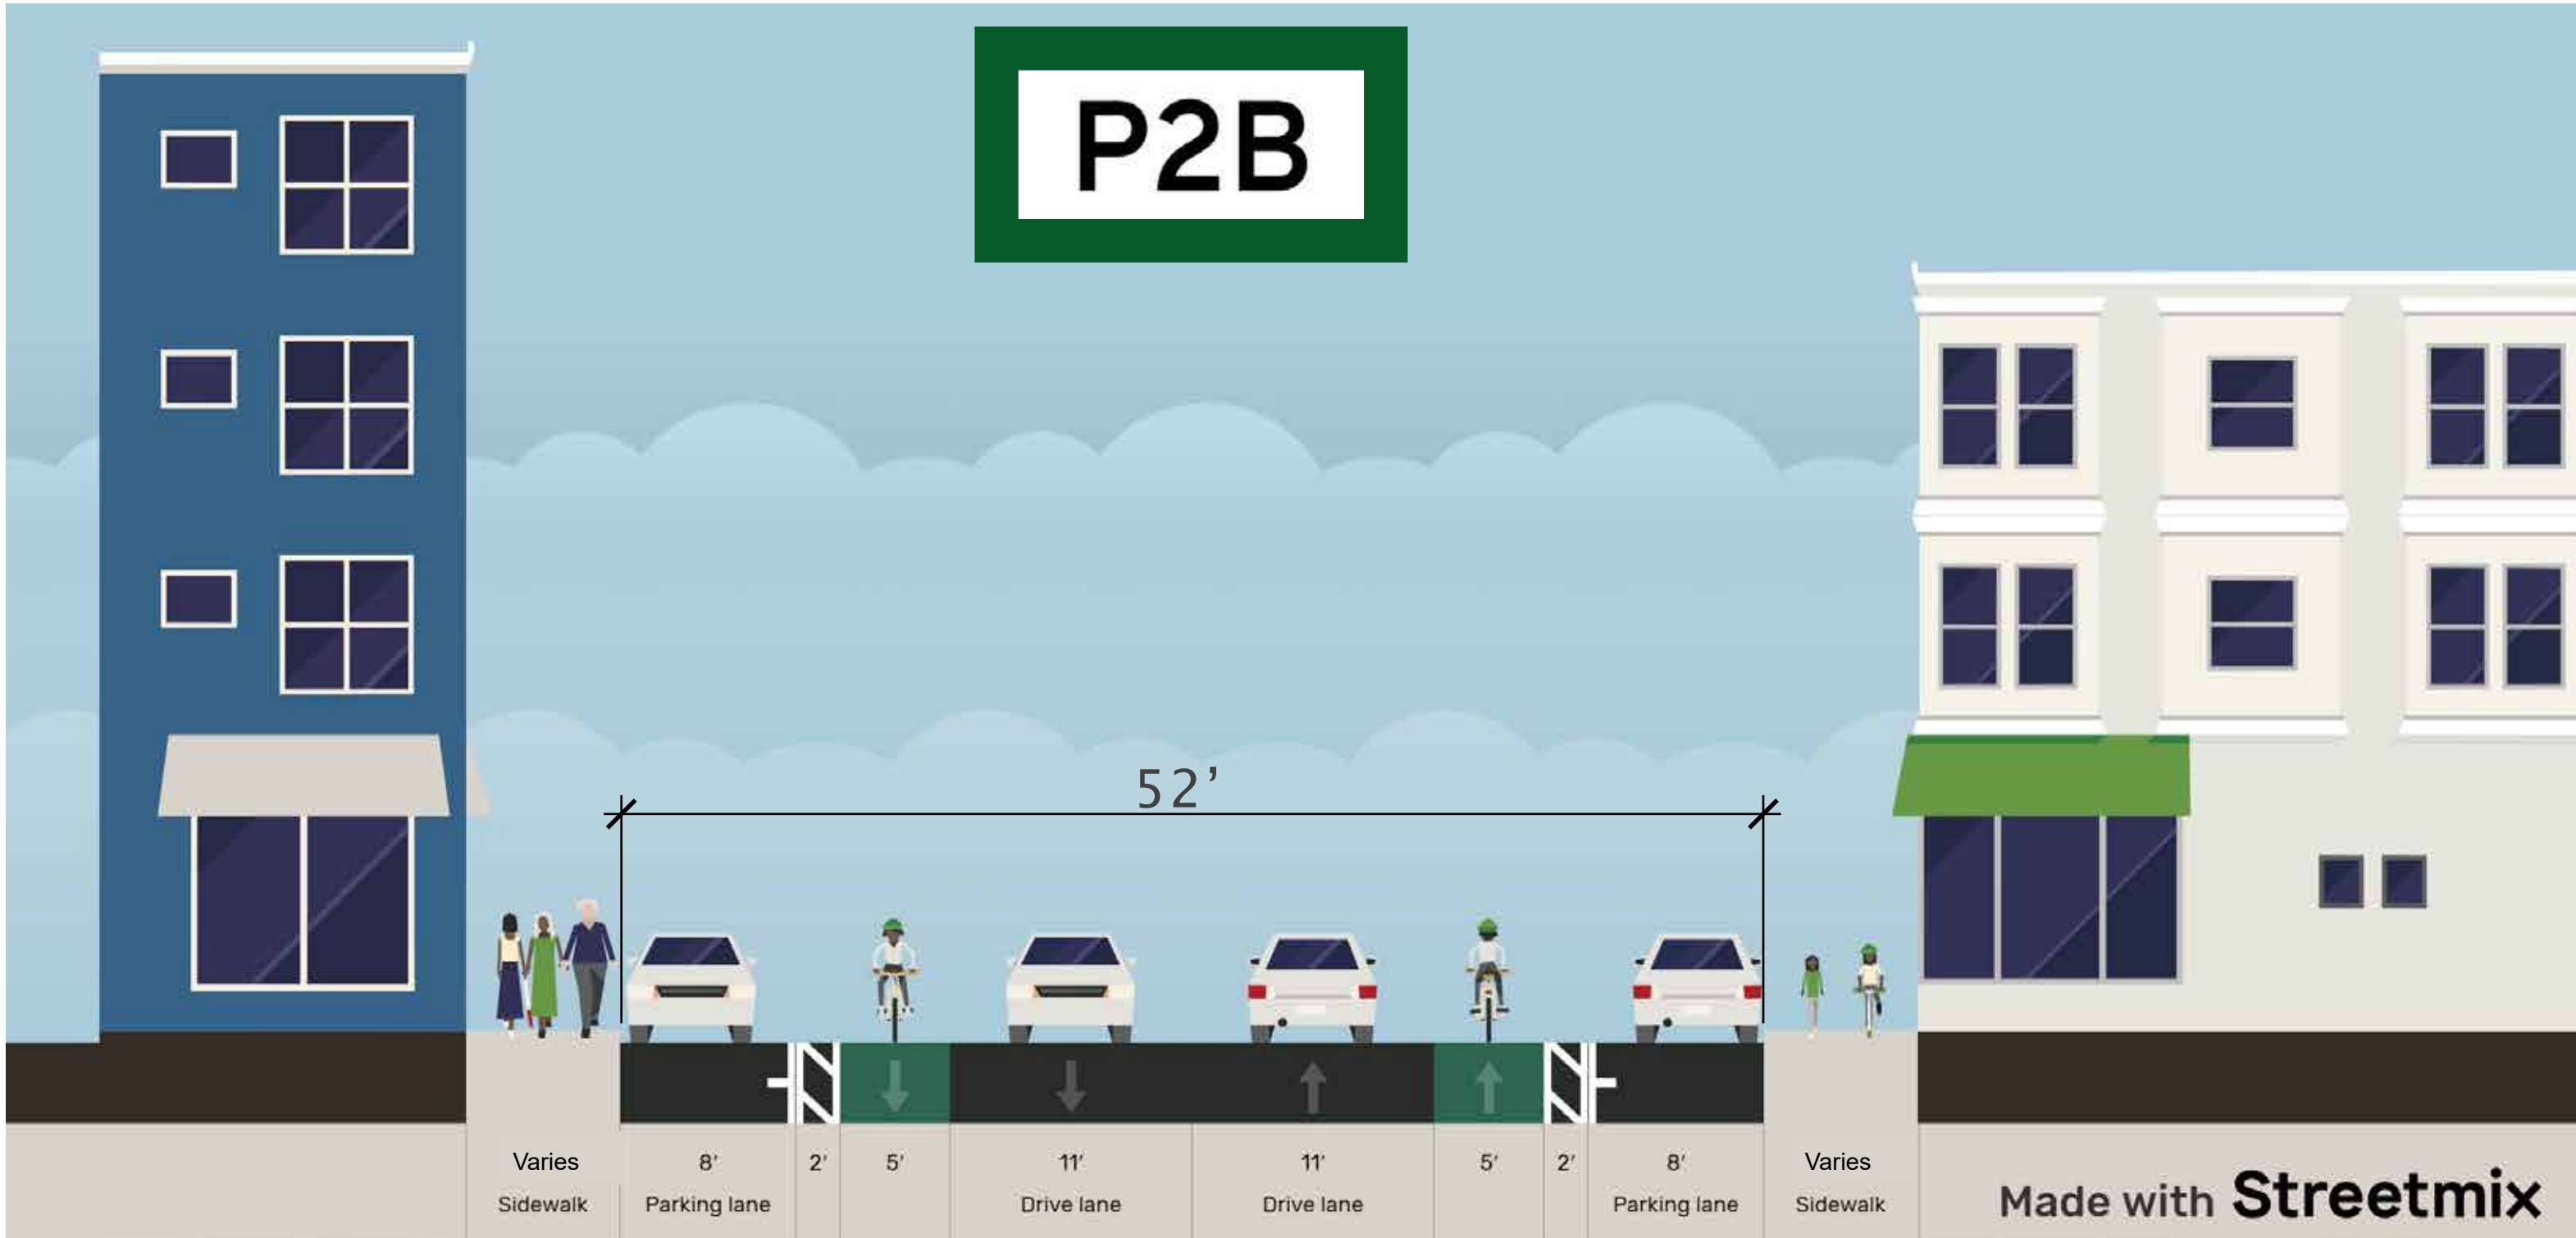 P2B
52’
Varies 8' 2' 5' 11' 11' 5' 2' 8' Varies
Sidewalk Parking lane Drive lane Drive lane Parking lane Sidewalk
Made with Streetmix